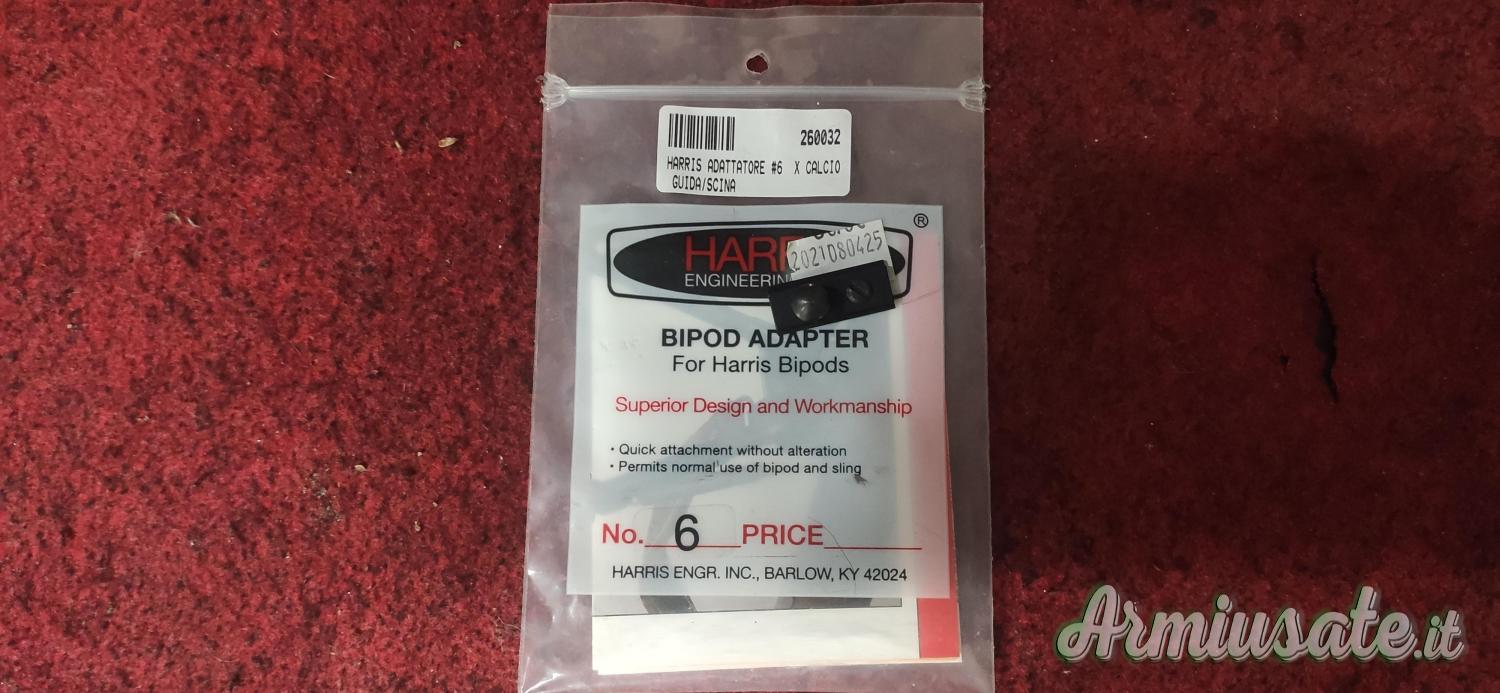 260032
HARRIS ADATTATORE #6 X CALCIO
GUIDA/SCINA
®
2021080425
ENGINEERIN
BIPOD ADAPTER
For Harris Bipods
Superior Design and Workmanship
• Quick attachment without alteration
• Permits normal use of bipod and sling
No. 6 PRICE
HARRIS ENGR. INC., BARLOW, KY 42024
Armiusate.it